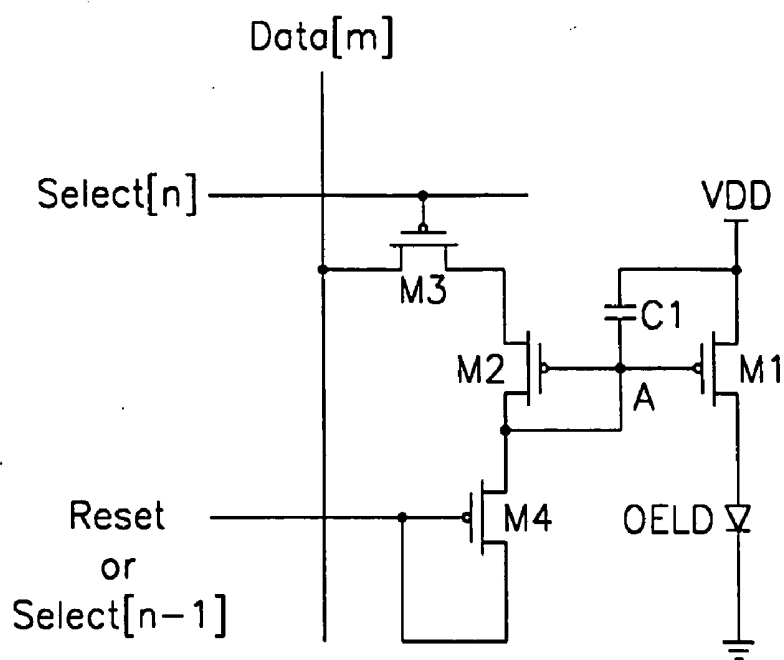 Data[m]
Select[n]
VDD
M3
C1
M2
M1
A
Reset
or
Select[n-1]
M4
OELD